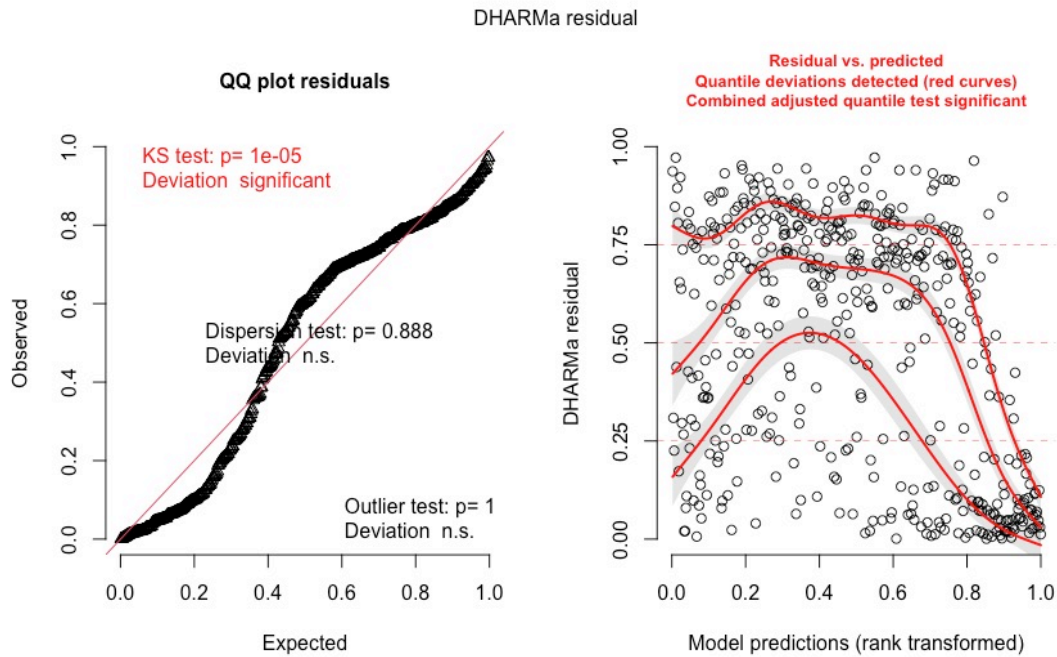 DHARMa residual
QQ plot residuals
KS test: p= 1e-05
Deviation  significant
Dispersion test: p= 0.888
Deviation  n.s.
Outlier test: p= 1
Deviation  n.s.
Observed
0.0
0.2
0.4
0.6
0.8
1.0
0.0 0.2 0.4 0.6 0.8 1.0
Expected
Residual vs. predicted
Quantile deviations detected (red curves)
Combined adjusted quantile test significant
DHARMa residual
0.00
0.25
0.50
0.75
1.00
0.0 0.2 0.4 0.6 0.8 1.0
Model predictions (rank transformed)